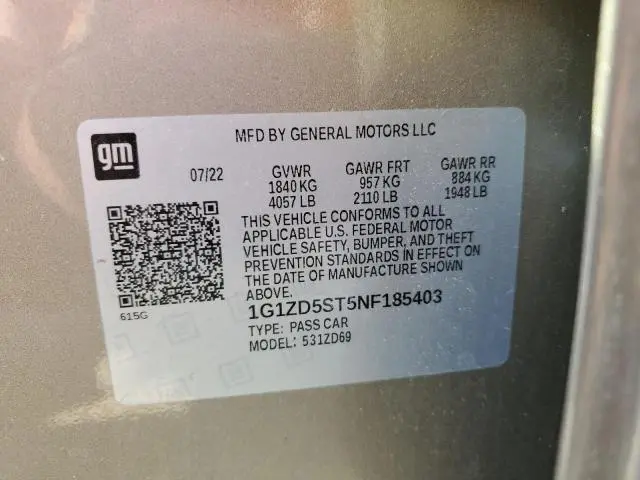 gm
MFD BY GENERAL MOTORS LLC
07/22 GVWR GAWR FRT GAWR RR
1840 KG 957 KG 884 KG
4057 LB 2110 LB 1948 LB
THIS VEHICLE CONFORMS TO ALL
APPLICABLE U.S. FEDERAL MOTOR
VEHICLE SAFETY, BUMPER, AND THEFT
PREVENTION STANDARDS IN EFFECT ON
THE DATE OF MANUFACTURE SHOWN
ABOVE.
615G
1G1ZD5ST5NF185403
TYPE: PASS CAR
MODEL: 531ZD69